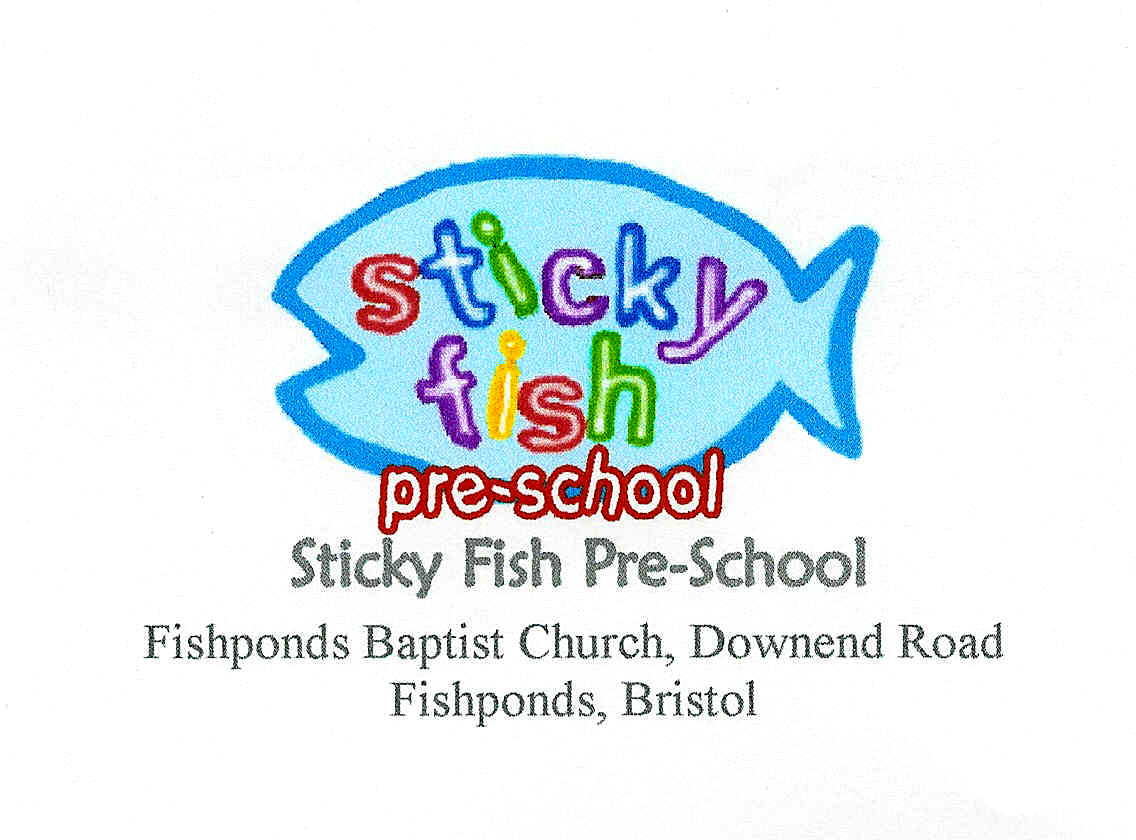 sticky
fish
pre-school
Sticky Fish Pre-School
Fishponds Baptist Church, Downend Road
Fishponds, Bristol